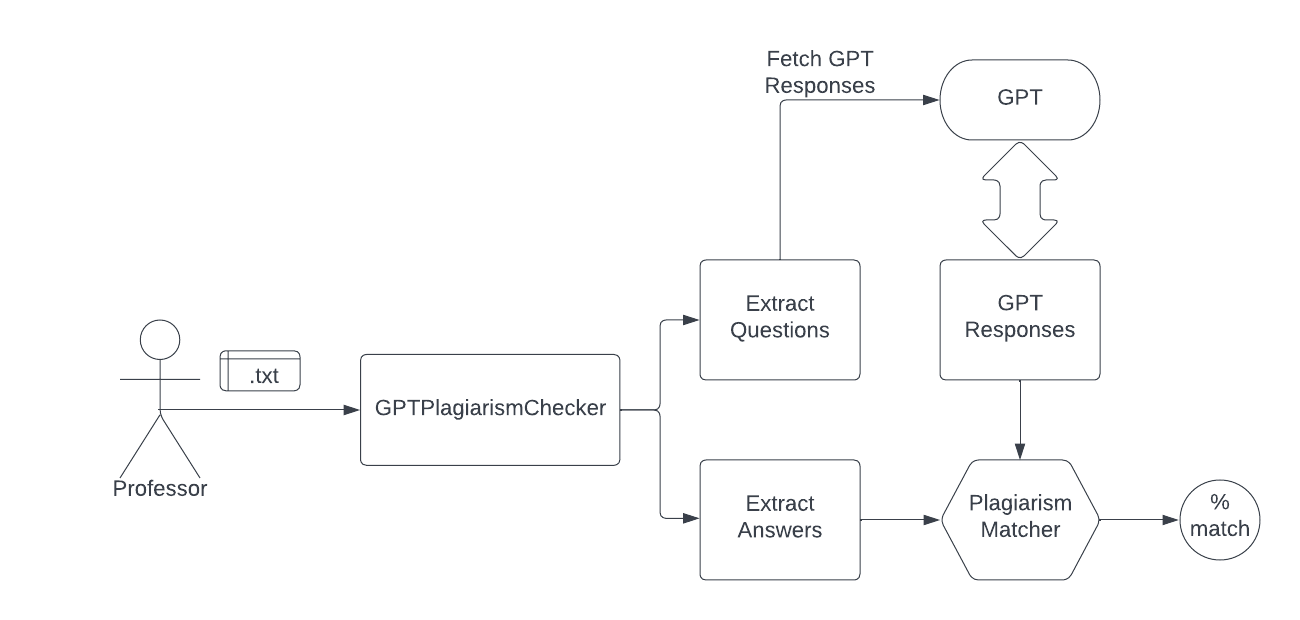 Fetch GPT
Responses
GPT
Extract
Questions
GPT
Responses
.txt
GPTPlagiarismChecker
Professor
Extract
Answers
Plagiarism
Matcher
%
match